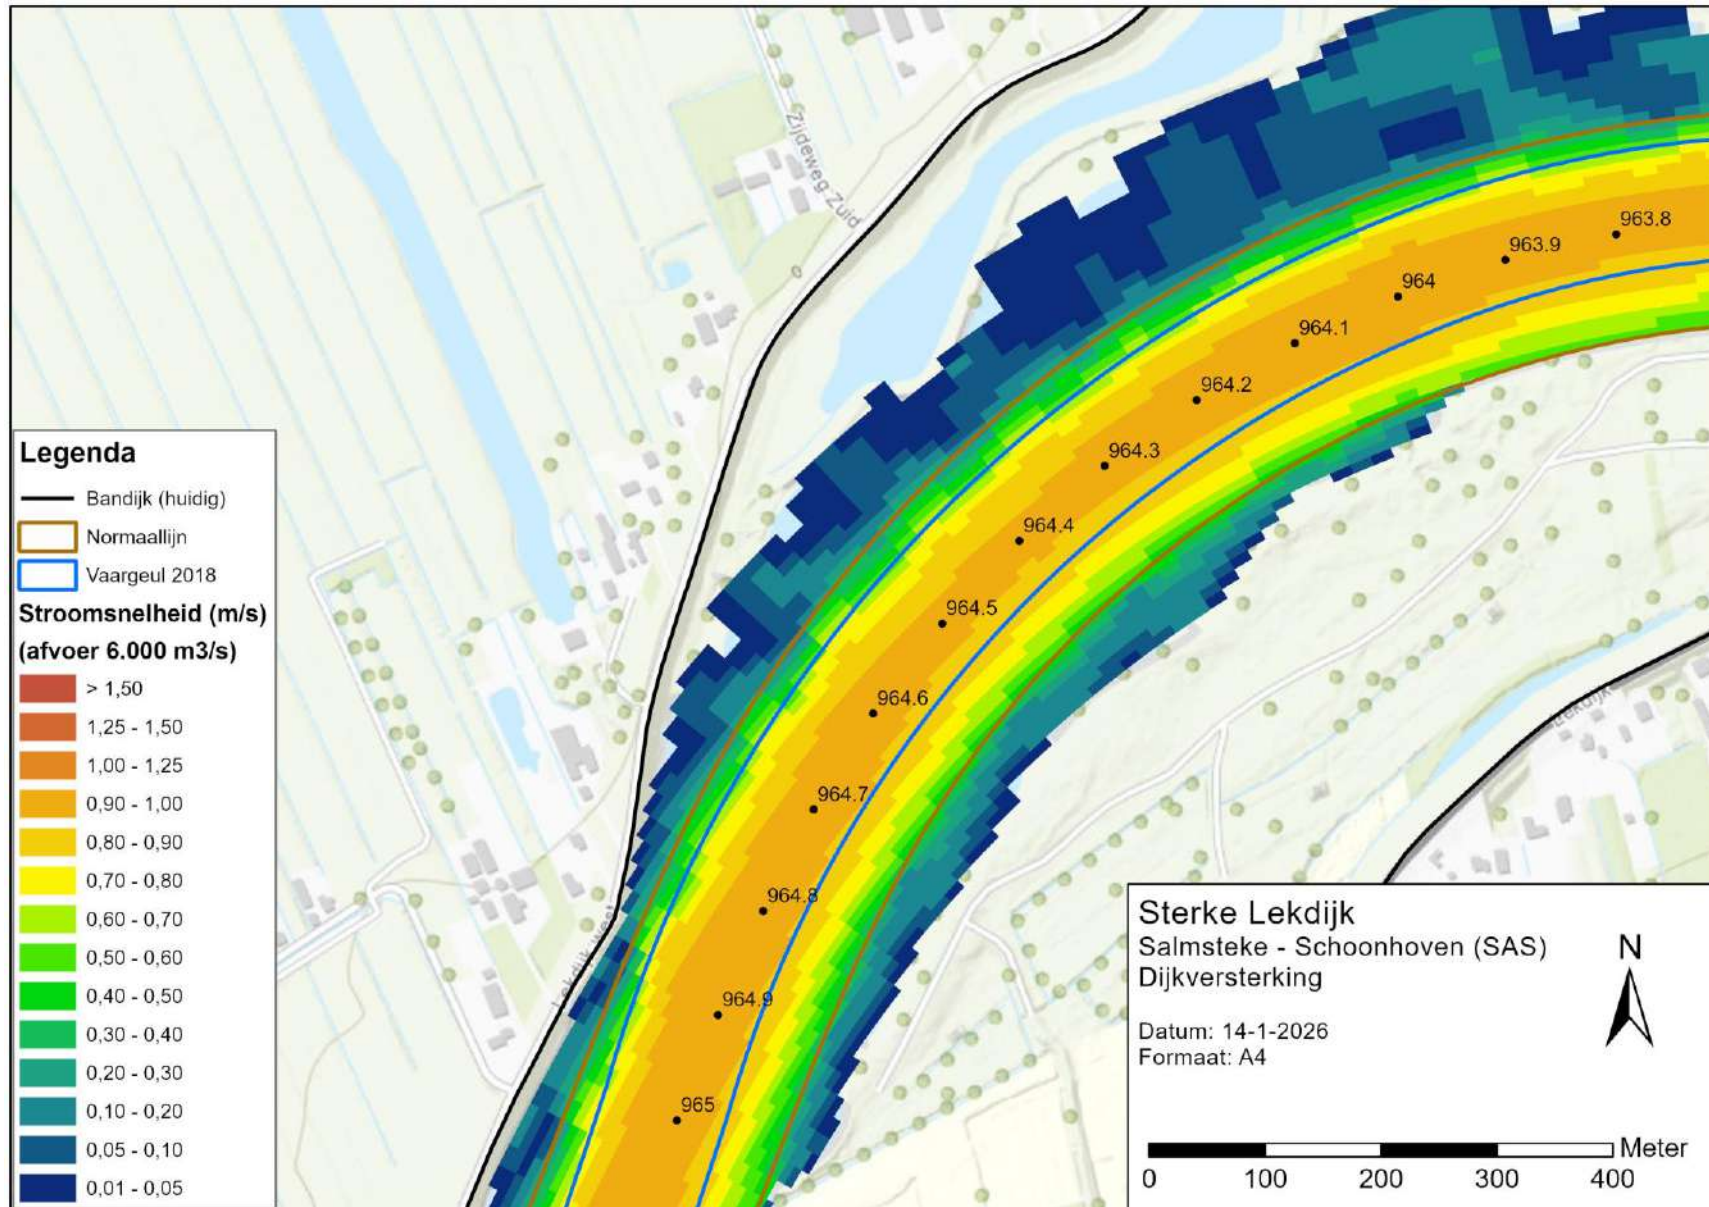 Zijdeweg Zuid
963.8
963.9
964
964.1
964.2
964.3
964.4
964.5
964.6
964.7
964.8
964.9
965
Lekdijk West
Lekdijk
Legenda
Bandijk (huidig)
Normaallijn
Vaargeul 2018
Stroomsnelheid (m/s)
(afvoer 6.000 m3/s)
> 1,50
1,25 - 1,50
1,00 - 1,25
0,90 - 1,00
0,80 - 0,90
0,70 - 0,80
0,60 - 0,70
0,50 - 0,60
0,40 - 0,50
0,30 - 0,40
0,20 - 0,30
0,10 - 0,20
0,05 - 0,10
0,01 - 0,05
Sterke Lekdijk
Salmsteke - Schoonhoven (SAS)
Dijkversterking
Datum: 14-1-2026
Formaat: A4
N
Meter
0 100 200 300 400